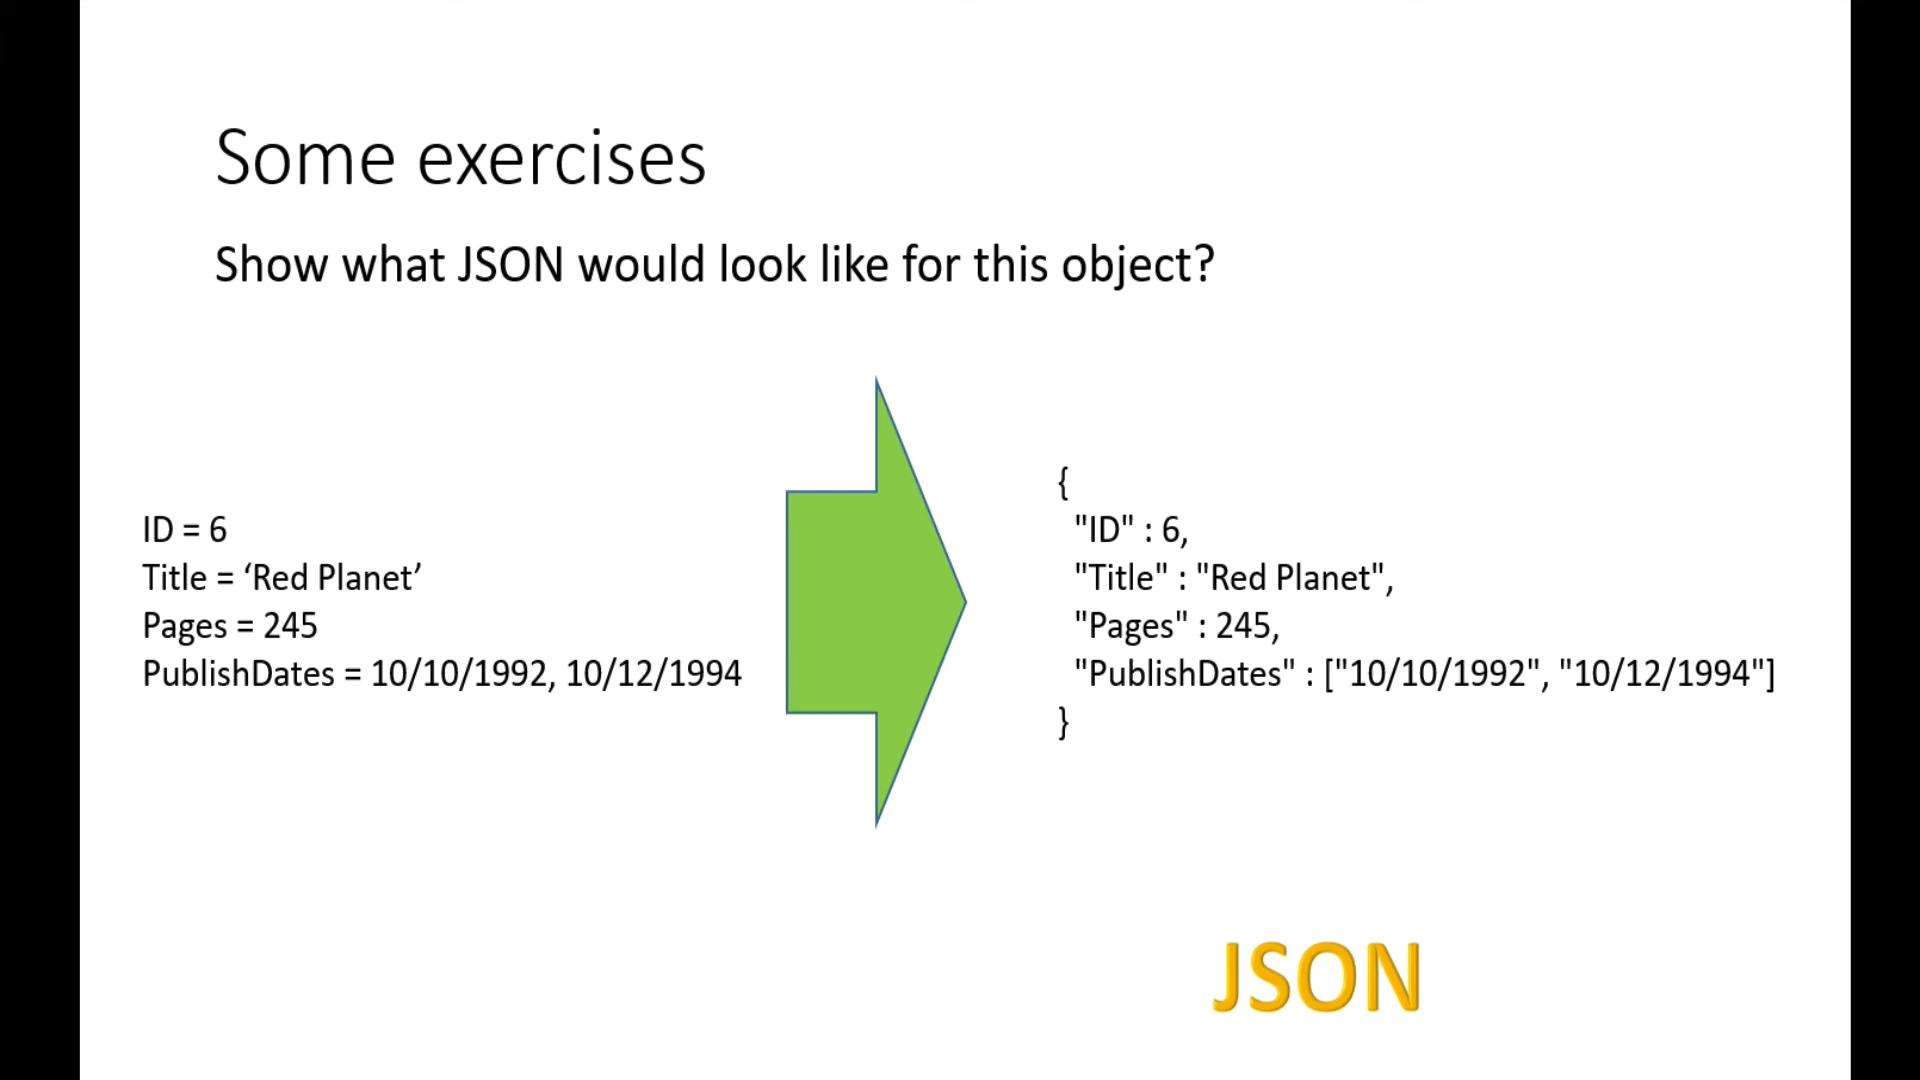 Some exercises
Show what JSON would look like for this object?
ID = 6
Title = ‘Red Planet’
Pages = 245
PublishDates = 10/10/1992, 10/12/1994
{
"ID" : 6,
"Title" : "Red Planet",
"Pages" : 245,
"PublishDates" : ["10/10/1992", "10/12/1994"]
}
JSON